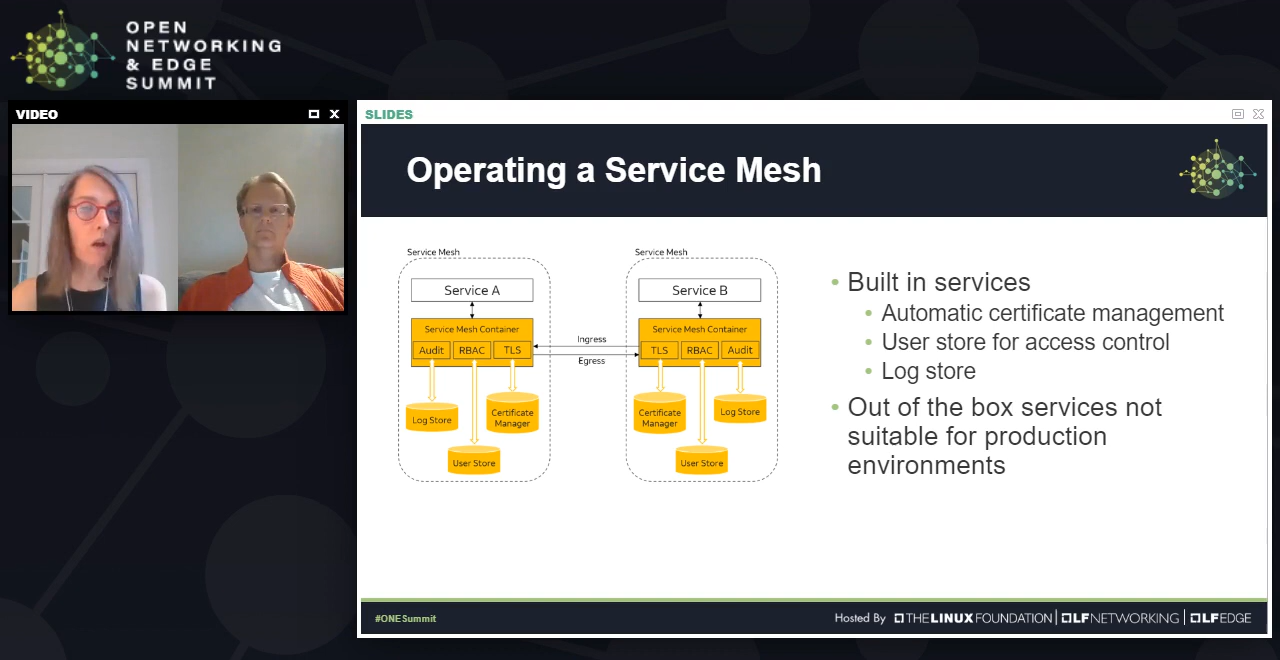 OPEN
NETWORKING
& EDGE
SUMMIT
VIDEO
SLIDES
Operating a Service Mesh
Service Mesh
Service A
Service Mesh Container
Audit
RBAC
TLS
Log Store
Certificate
Manager
User Store
Ingress
Egress
Service Mesh
Service B
Service Mesh Container
TLS
RBAC
Audit
Certificate
Manager
Log Store
User Store
• Built in services
• Automatic certificate management
• User store for access control
• Log store
• Out of the box services not
suitable for production
environments
#ONESummit
Hosted By THE LINUX FOUNDATION | LF NETWORKING | LF EDGE